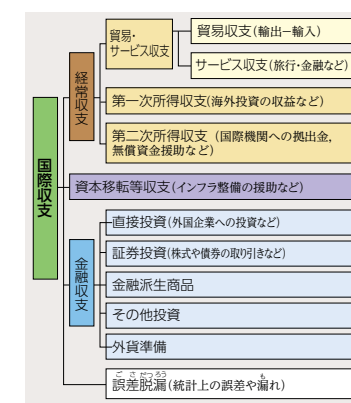 国際収支
経常収支
貿易・
サービス収支
貿易収支(輸出−輸入)
サービス収支(旅行・金融など)
第一次所得収支(海外投資の収益など)
第二次所得収支(国際機関への拠出金,
無償資金援助など)
資本移転等収支(インフラ整備の援助など)
金融収支
直接投資(外国企業への投資など)
証券投資(株式や債券の取り引きなど)
金融派生商品
その他投資
外貨準備
ごさだつろう
も
誤差脱漏(統計上の誤差や漏れ)